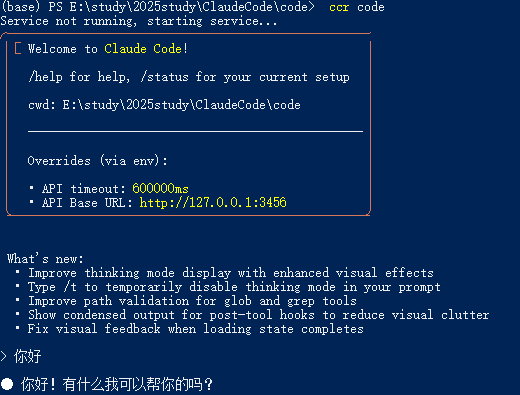 (base) PS E:\study\2025study\ClaudeCode\code> ccr code
Service not running, starting service...
Welcome to Claude Code!
/help for help, /status for your current setup
cwd: E:\study\2025study\ClaudeCode\code
Overrides (via env):
• API timeout: 600000ms
• API Base URL: http://127.0.0.1:3456
What's new:
• Improve thinking mode display with enhanced visual effects
• Type /t to temporarily disable thinking mode in your prompt
• Improve path validation for glob and grep tools
• Show condensed output for post-tool hooks to reduce visual clutter
• Fix visual feedback when loading state completes
> 你好
● 你好！有什么我可以帮你的吗？